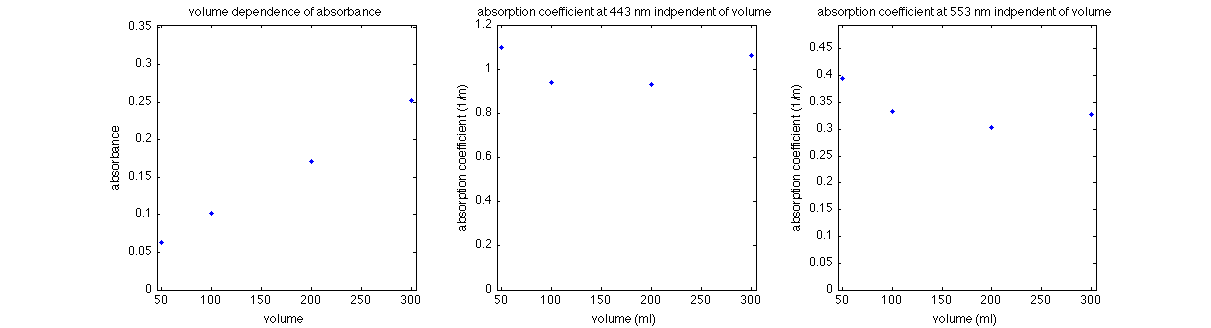 volume dependence of absorbance
0.35
0.3
0.25
0.2
0.15
0.1
0.05
0
absorbance
50 100 150 200 250 300
volume
absorption coefficient at 443 nm indpendent of volume
1.2
1
0.8
0.6
0.4
0.2
0
absorption coefficient (1/m)
50 100 150 200 250 300
volume (ml)
absorption coefficient at 553 nm indpendent of volume
0.45
0.4
0.35
0.3
0.25
0.2
0.15
0.1
0.05
0
absorption coefficient (1/m)
50 100 150 200 250 300
volume (ml)